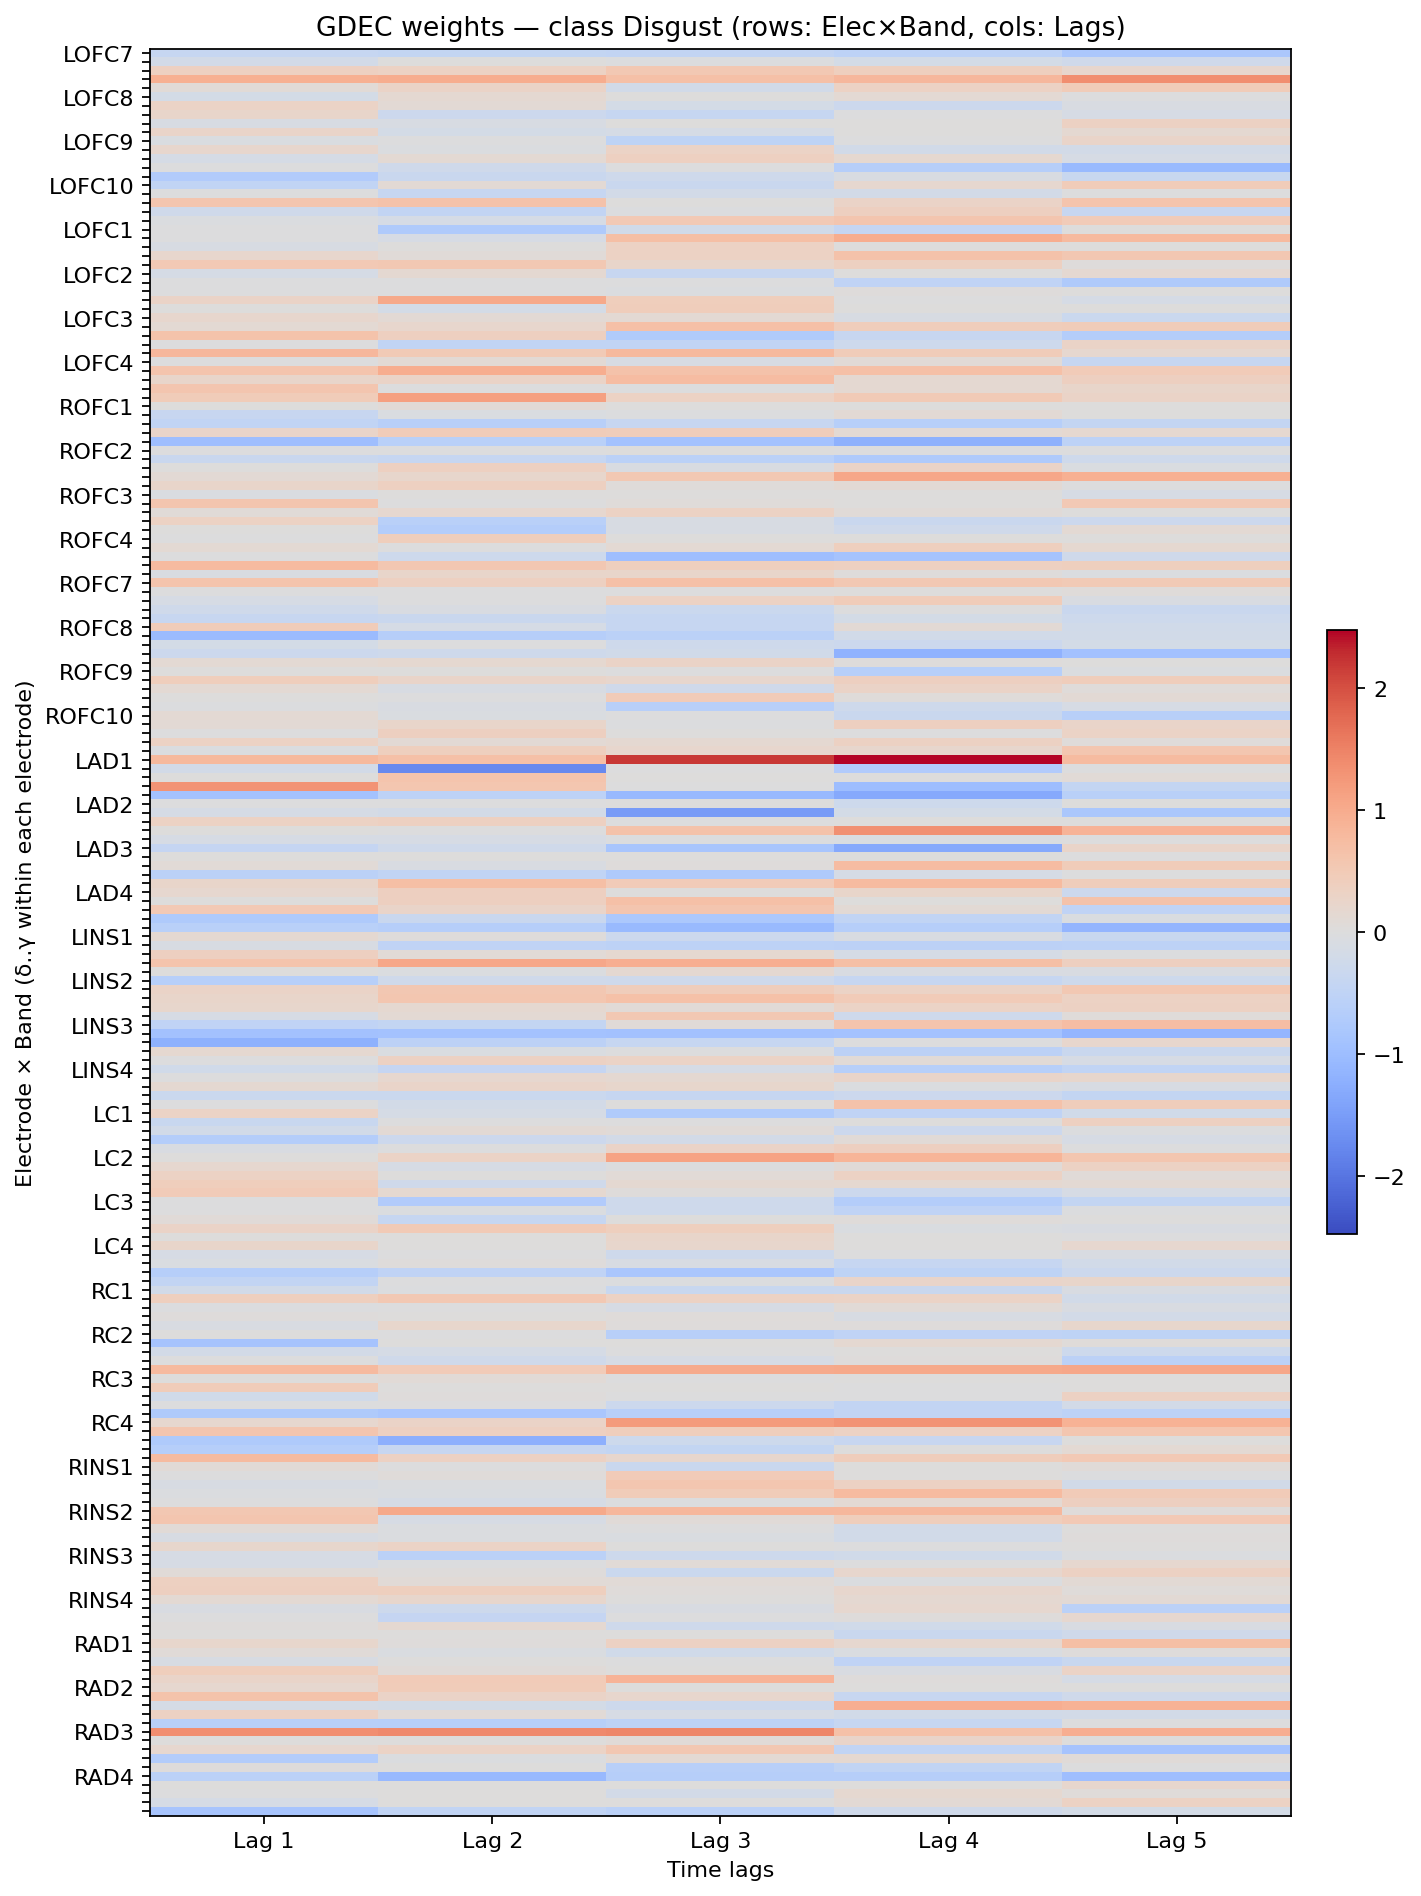 GDEC weights — class Disgust (rows: Elec×Band, cols: Lags)
LOFC7
LOFC8
LOFC9
LOFC10
LOFC1
LOFC2
LOFC3
LOFC4
ROFC1
ROFC2
ROFC3
ROFC4
ROFC7
ROFC8
ROFC9
ROFC10
LAD1
LAD2
LAD3
LAD4
LINS1
LINS2
LINS3
LINS4
LC1
LC2
LC3
LC4
RC1
RC2
RC3
RC4
RINS1
RINS2
RINS3
RINS4
RAD1
RAD2
RAD3
RAD4
Electrode × Band (δ..γ within each electrode)
Lag 1 Lag 2 Lag 3 Lag 4 Lag 5
Time lags
2
1
0
−1
−2